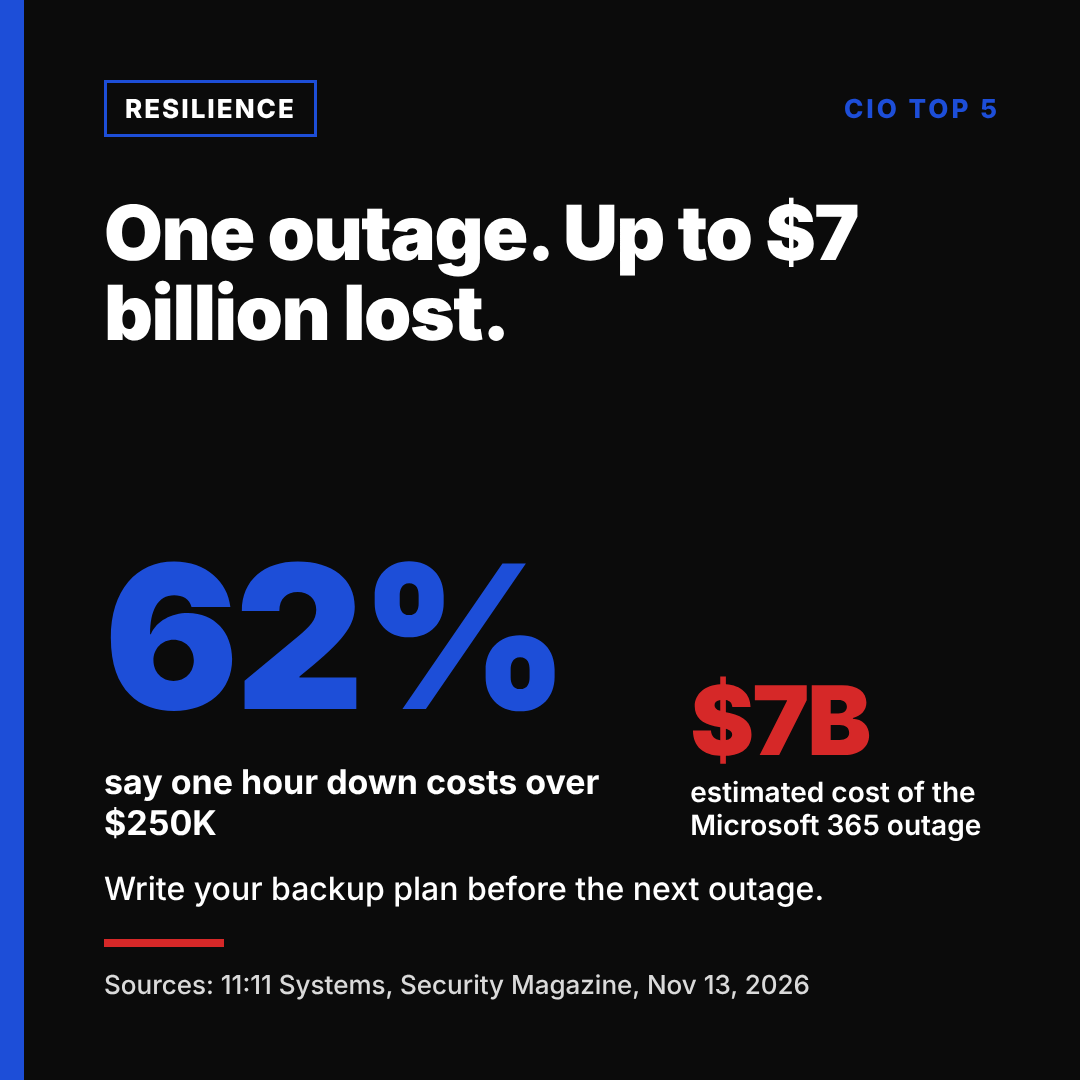 RESILIENCE
CIO TOP 5
One outage. Up to $7
billion lost.
62%
say one hour down costs over
$250K
$7B
estimated cost of the
Microsoft 365 outage
Write your backup plan before the next outage.
Sources: 11:11 Systems, Security Magazine, Nov 13, 2026